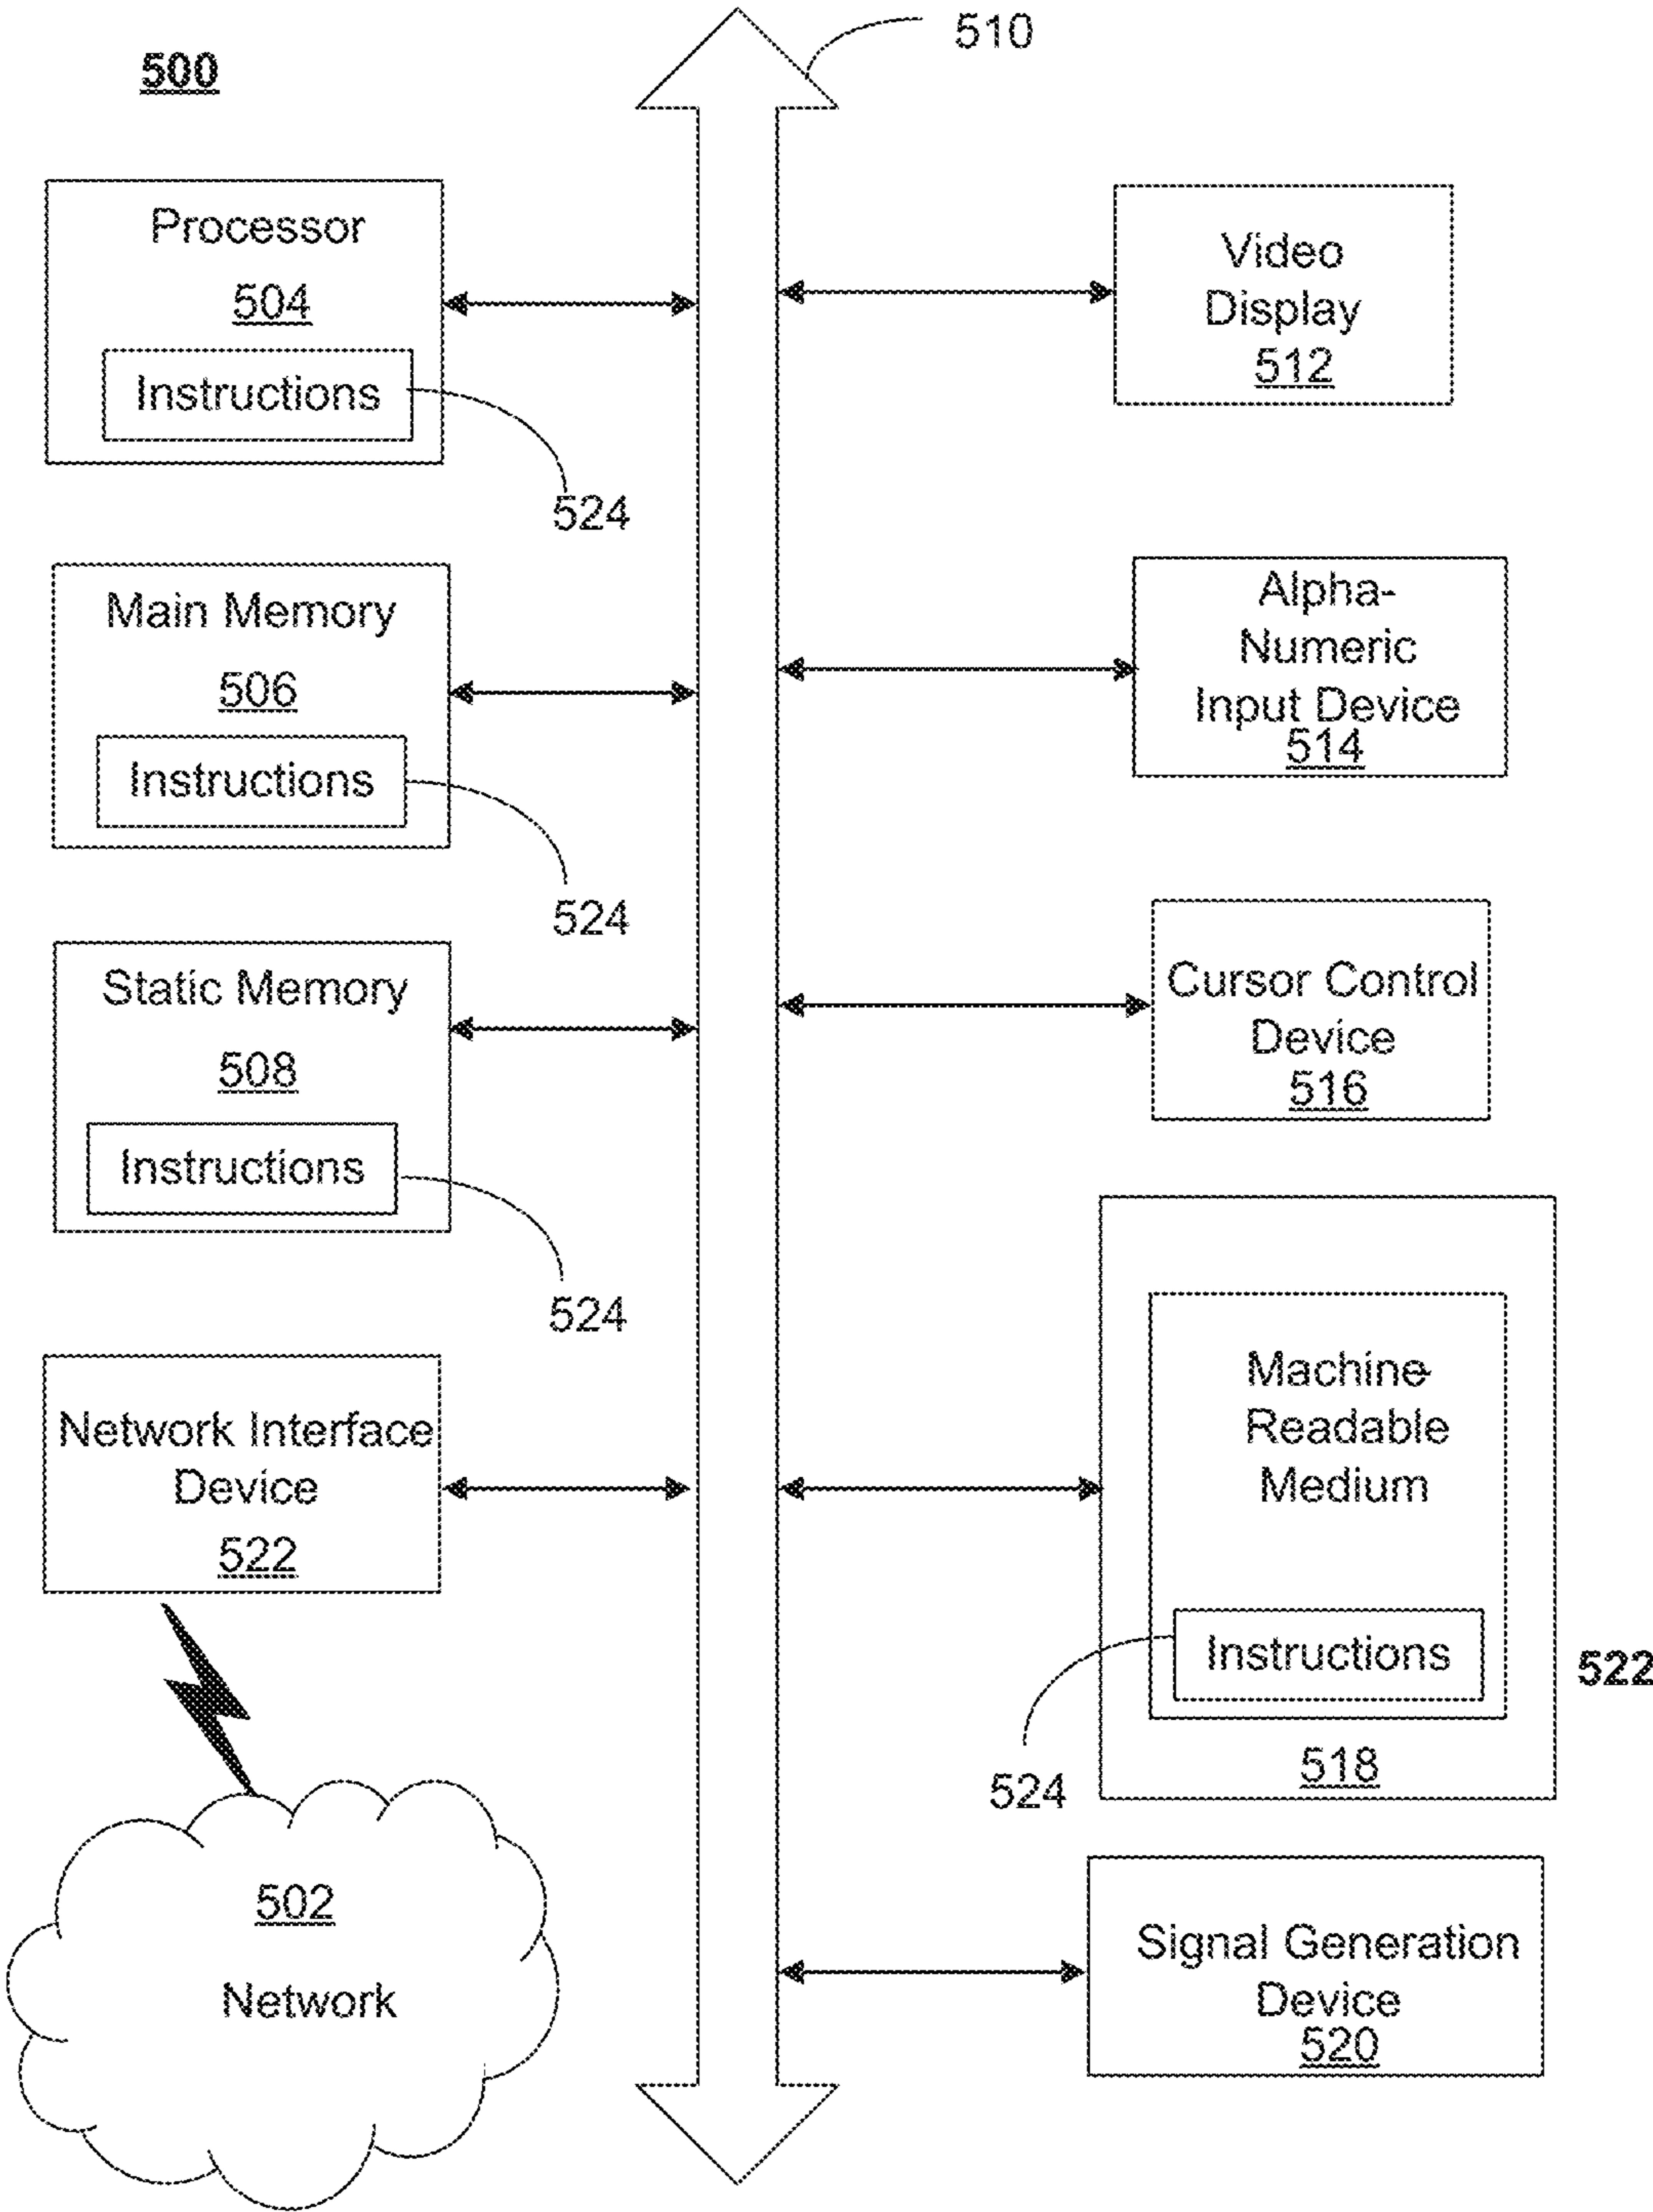 500
510
Processor
504
Instructions
524
Main Memory
506
Instructions
524
Static Memory
508
Instructions
524
Network Interface
Device
522
502
Network
Video
Display
512
Alpha-
Numeric
Input Device
514
Cursor Control
Device
516
Machine-
Readable
Medium
Instructions
522
524
518
Signal Generation
Device
520